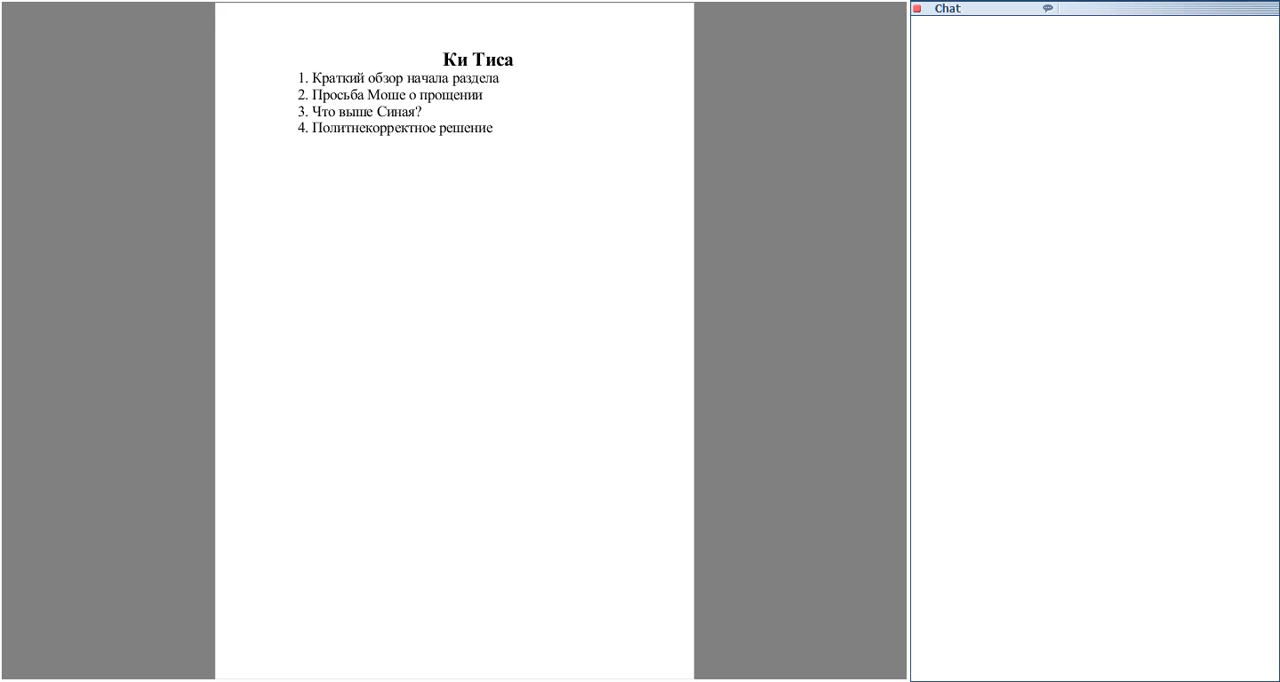 Ки Тиса
1. Краткий обзор начала раздела
2. Просьба Моше о прощении
3. Что выше Синая?
4. Политнекорректное решение
Chat